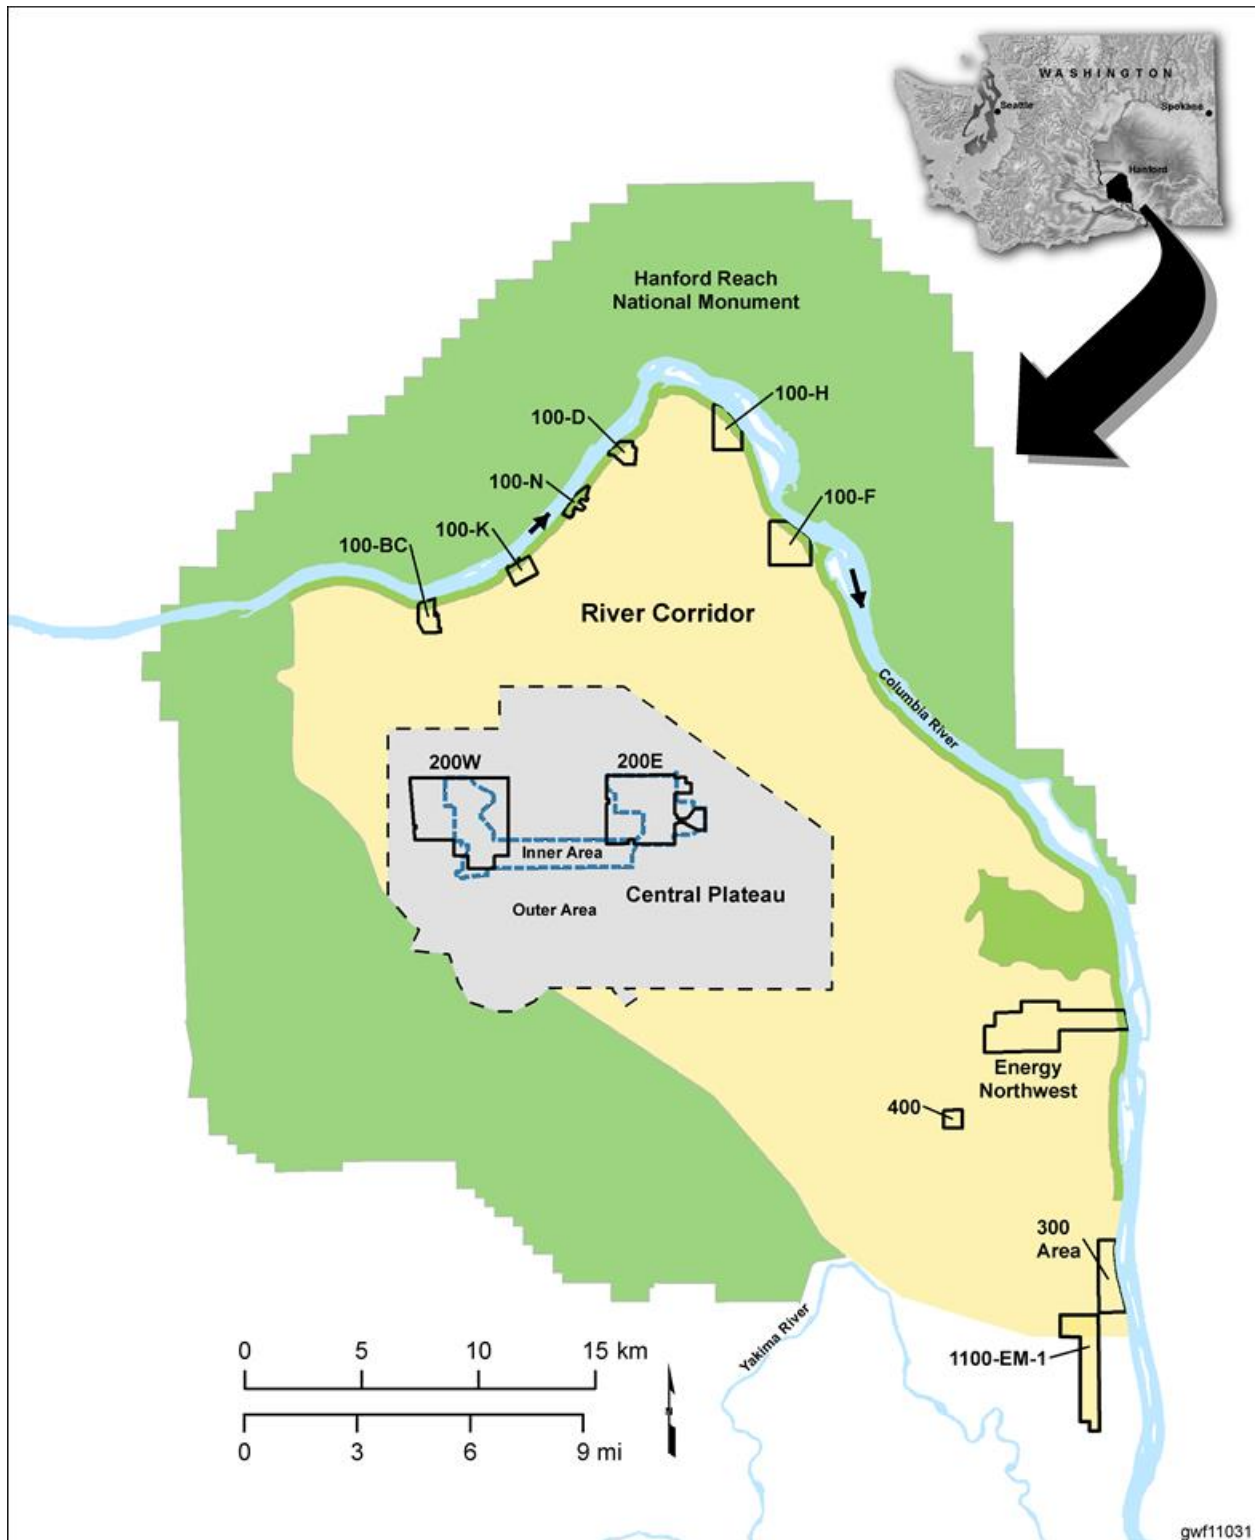 WASHINGTON
Seattle
Spokane
Hanford
Hanford Reach
National Monument
100-H
100-D
100-N
100-F
100-K
100-BC
River Corridor
Columbia River
200W
200E
Inner Area
Central Plateau
Outer Area
Energy
Northwest
400
300
Area
Yakima River
1100-EM-1
0 5 10 15 km
N
0 3 6 9 mi
gwf11031